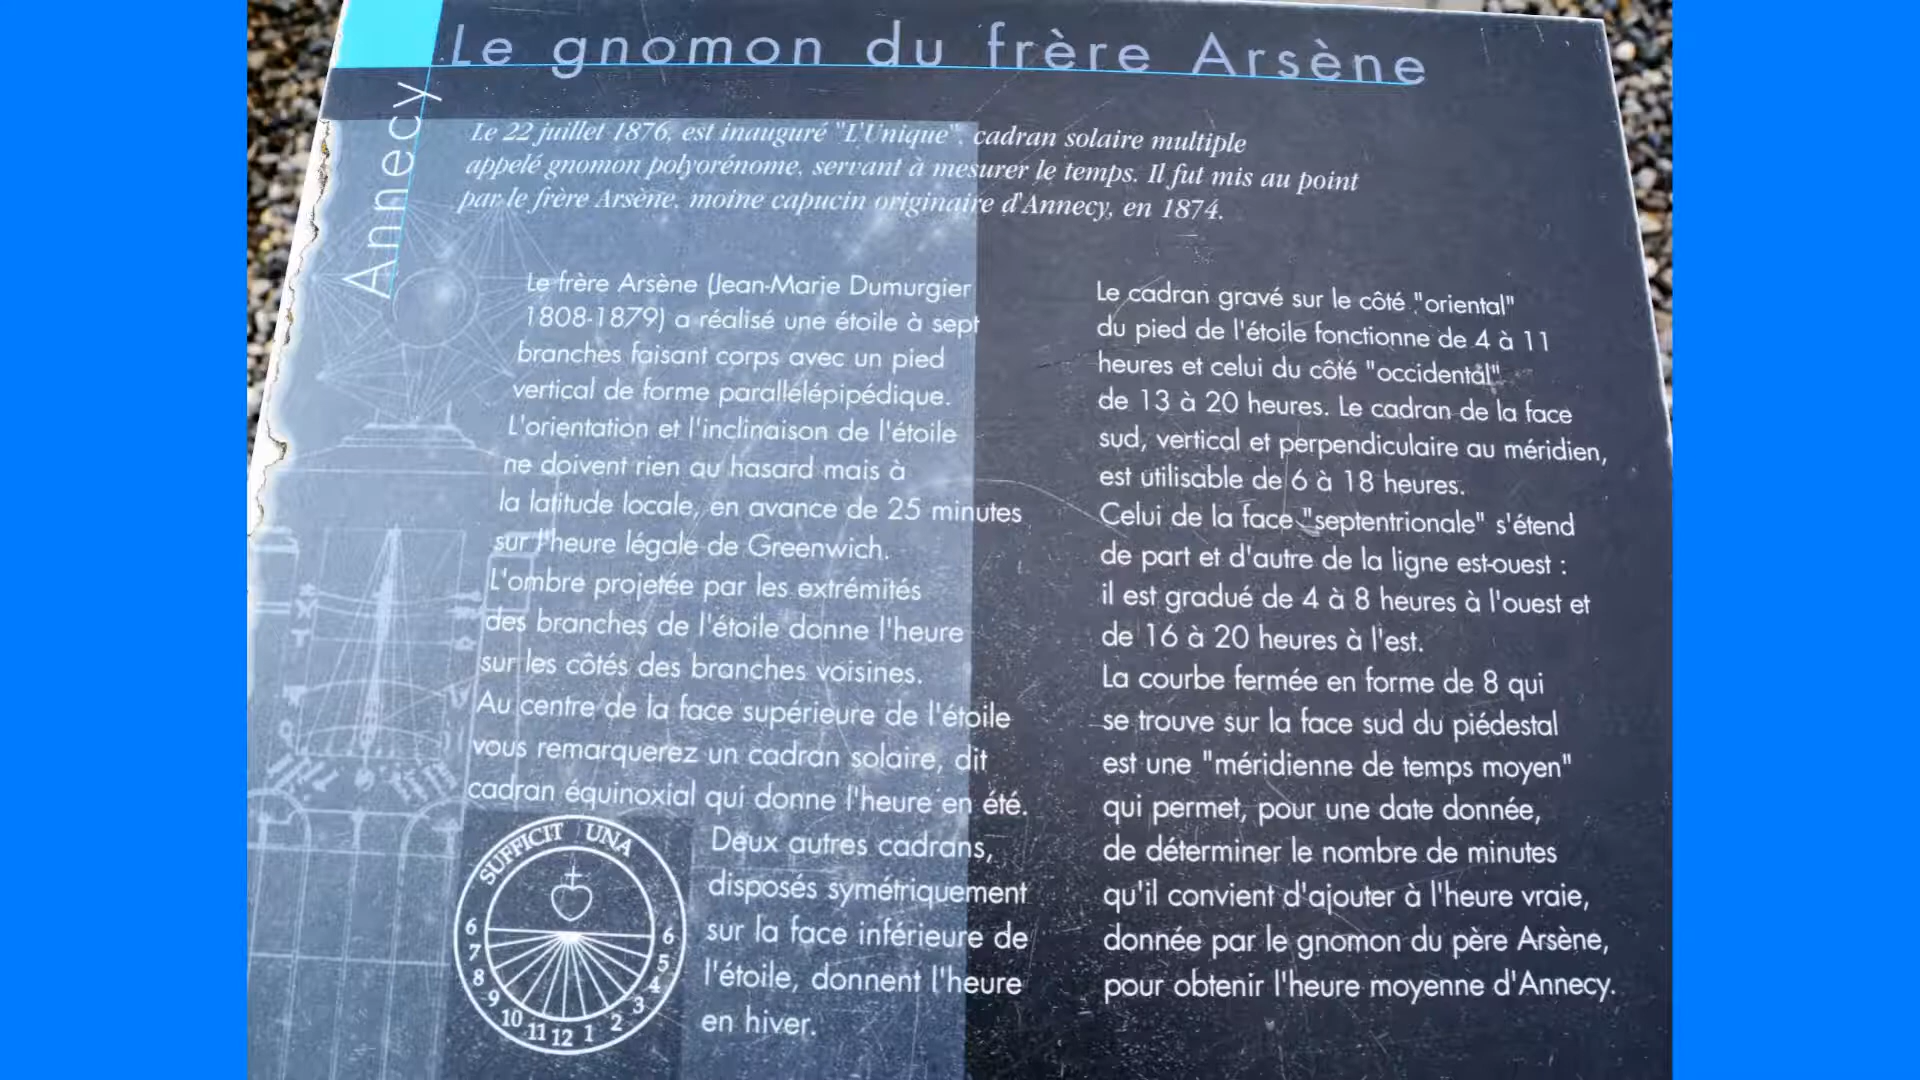 Le gnomon du frère Arsène
Annecy
Le 22 juillet 1876, est inauguré "L'Unique", cadran solaire multiple
appelé gnomon polyorénome, servant à mesurer le temps. Il fut mis au point
par le frère Arsène, moine capucin originaire d'Annecy, en 1874.
Le frère Arsène (Jean-Marie Dumurgier
1808-1879) a réalisé une étoile à sept
branches faisant corps avec un pied
vertical de forme parallélépipédique.
L'orientation et l'inclinaison de l'étoile
ne doivent rien au hasard mais à
la latitude locale, en avance de 25 minutes
sur l'heure légale de Greenwich.
L'ombre projetée par les extrémités
des branches de l'étoile donne l'heure
sur les côtés des branches voisines.
Au centre de la face supérieure de l'étoile
vous remarquerez un cadran solaire, dit
cadran équinoxial qui donne l'heure en été.
Deux autres cadrans,
disposés symétriquement
sur la face inférieure de
l'étoile, donnent l'heure
en hiver.
SUFFICIT UNA
6 7 8 9 10 11 12 1 2 3 4 5 6
Le cadran gravé sur le côté "oriental"
du pied de l'étoile fonctionne de 4 à 11
heures et celui du côté "occidental"
de 13 à 20 heures. Le cadran de la face
sud, vertical et perpendiculaire au méridien,
est utilisable de 6 à 18 heures.
Celui de la face "septentrionale" s'étend
de part et d'autre de la ligne est-ouest :
il est gradué de 4 à 8 heures à l'ouest et
de 16 à 20 heures à l'est.
La courbe fermée en forme de 8 qui
se trouve sur la face sud du piédestal
est une "méridienne de temps moyen"
qui permet, pour une date donnée,
de déterminer le nombre de minutes
qu'il convient d'ajouter à l'heure vraie,
donnée par le gnomon du père Arsène,
pour obtenir l'heure moyenne d'Annecy.